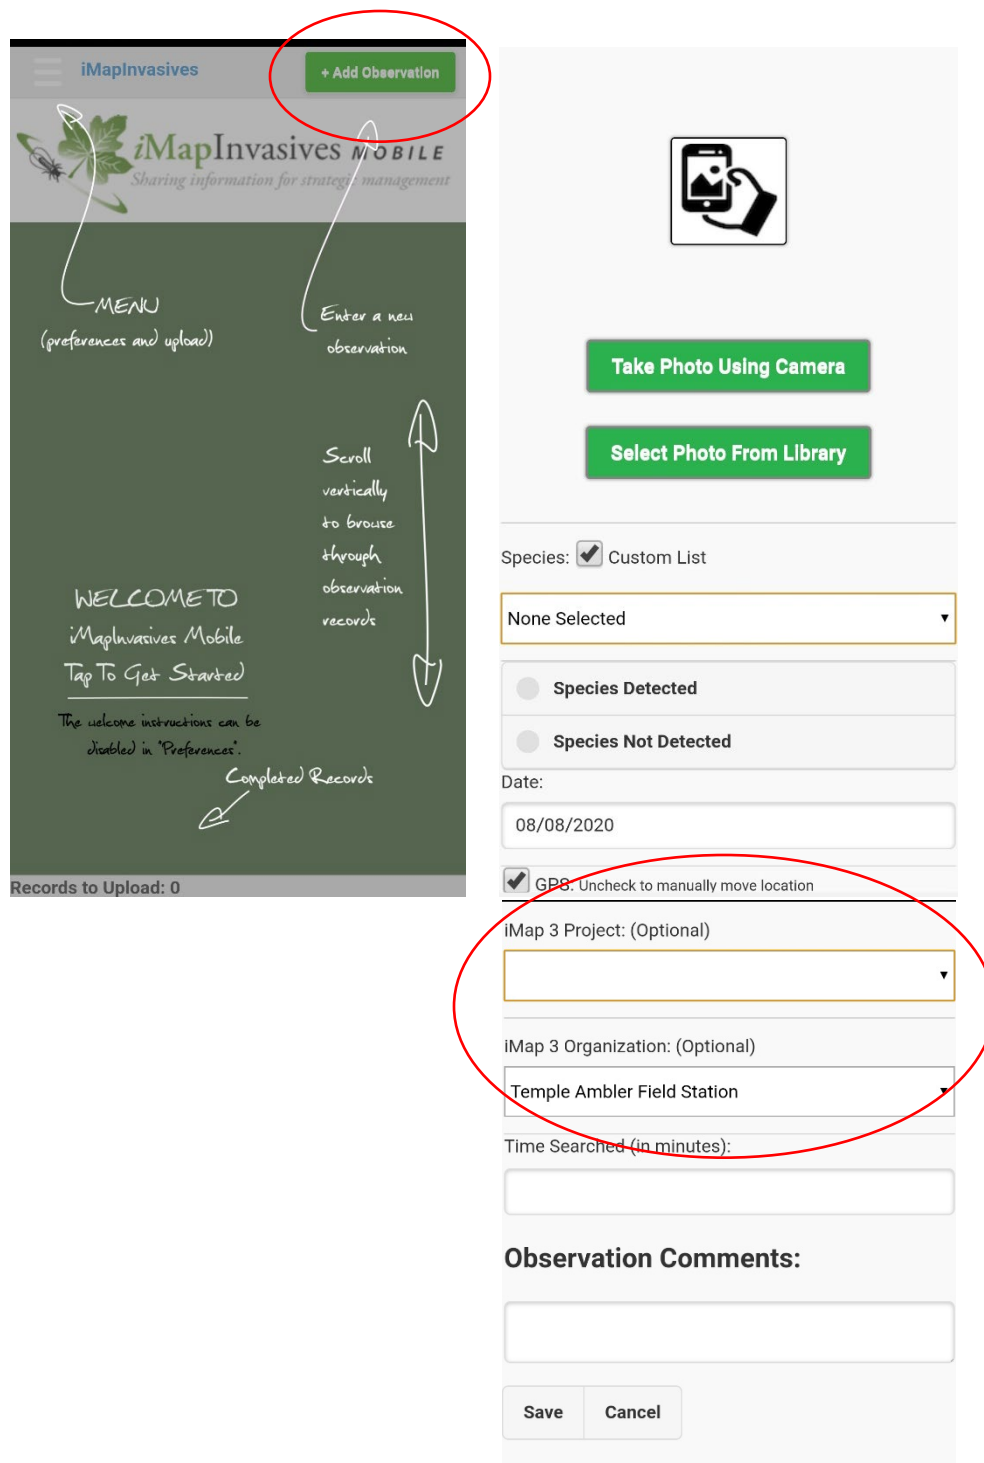 iMapInvasives
+ Add Observation
iMapInvasives MOBILE
Sharing information for strategic management
MENU
(preferences and upload)
Enter a new
observation
Scroll
vertically
to browse
through
observation
records
WELCOME TO
iMapInvasives Mobile
Tap To Get Started
The welcome instructions can be
disabled in "Preferences".
Completed Records
Records to Upload: 0
Take Photo Using Camera
Select Photo From Library
Species: Custom List
None Selected
Species Detected
Species Not Detected
Date:
08/08/2020
GPS: Uncheck to manually move location
iMap 3 Project: (Optional)
iMap 3 Organization: (Optional)
Temple Ambler Field Station
Time Searched (in minutes):
Observation Comments:
Save Cancel